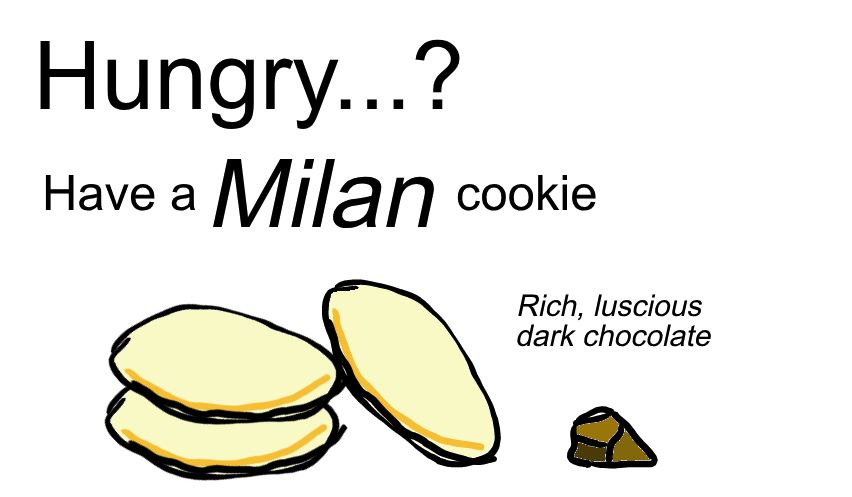 Hungry...?
Have a Milan cookie
Rich, luscious
dark chocolate